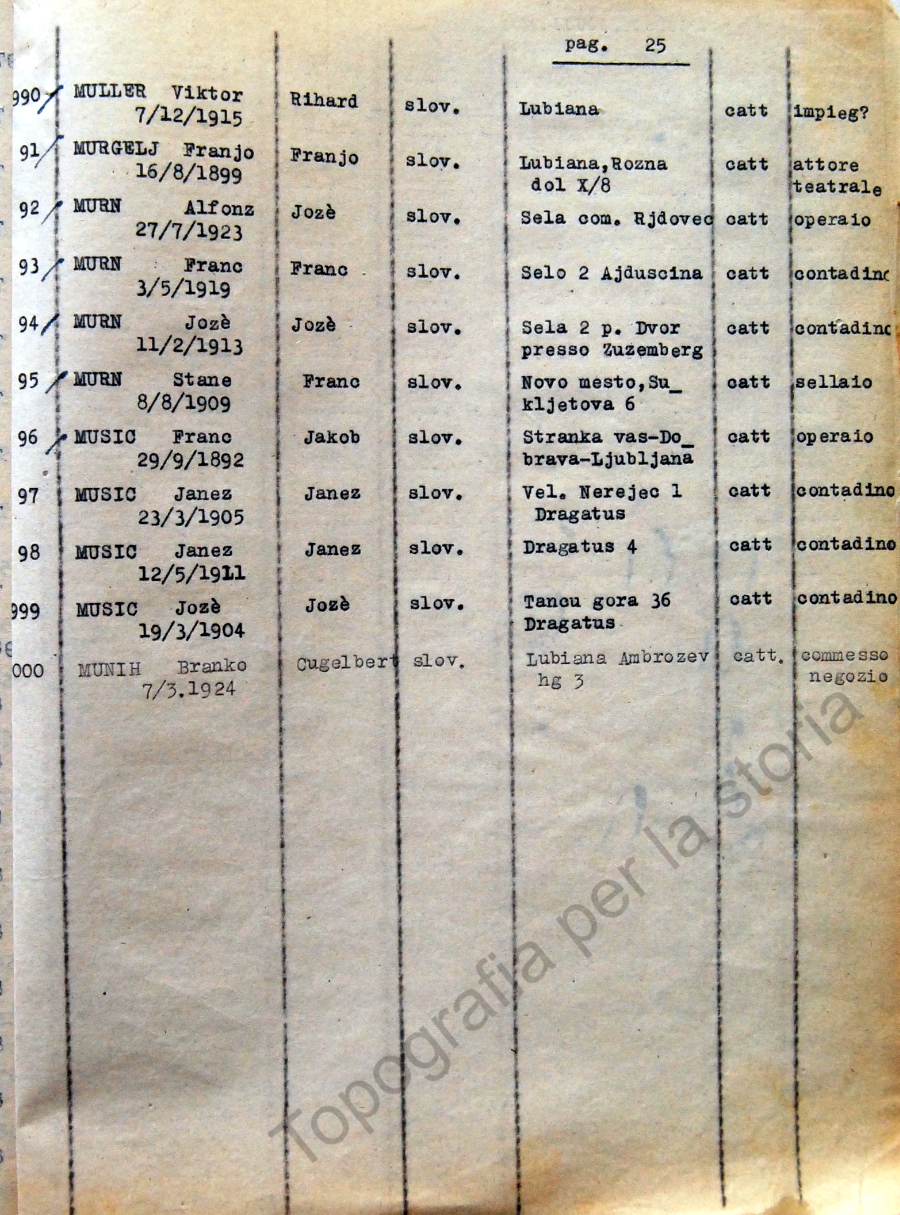 pag. 25
990 MULLER Viktor Rihard slov. Lubiana catt impieg?
7/12/1915
91 MURGELJ Franjo Franjo slov. Lubiana,Rozna catt attore
16/8/1899 dol X/8 teatrale
92 MURN Alfonz Jozè slov. Sela com. Rjdovec catt operaio
27/7/1923
93 MURN Franc Franc slov. Selo 2 Ajduscina catt contadino
3/5/1919
94 MURN Jozè Jozè slov. Sela 2 p. Dvor catt contadino
11/2/1913 presso Zuzemberg
95 MURN Stane Franc slov. Novo mesto,Su_ catt sellaio
8/8/1909 kljetova 6
96 MUSIC Franc Jakob slov. Stranka vas-Do_ catt operaio
29/9/1892 brava-Ljubljana
97 MUSIC Janez Janez slov. Vel. Nerejec 1 catt contadino
23/3/1905 Dragatus
98 MUSIC Janez Janez slov. Dragatus 4 catt contadino
12/5/1911
999 MUSIC Jozè Jozè slov. Tancu gora 36 catt contadino
19/3/1904 Dragatus
000 MUNIH Branko Cugelbert slov. Lubiana Ambrozev catt. commesso
7/3.1924 hg 3 negozio
Topografia per la storia